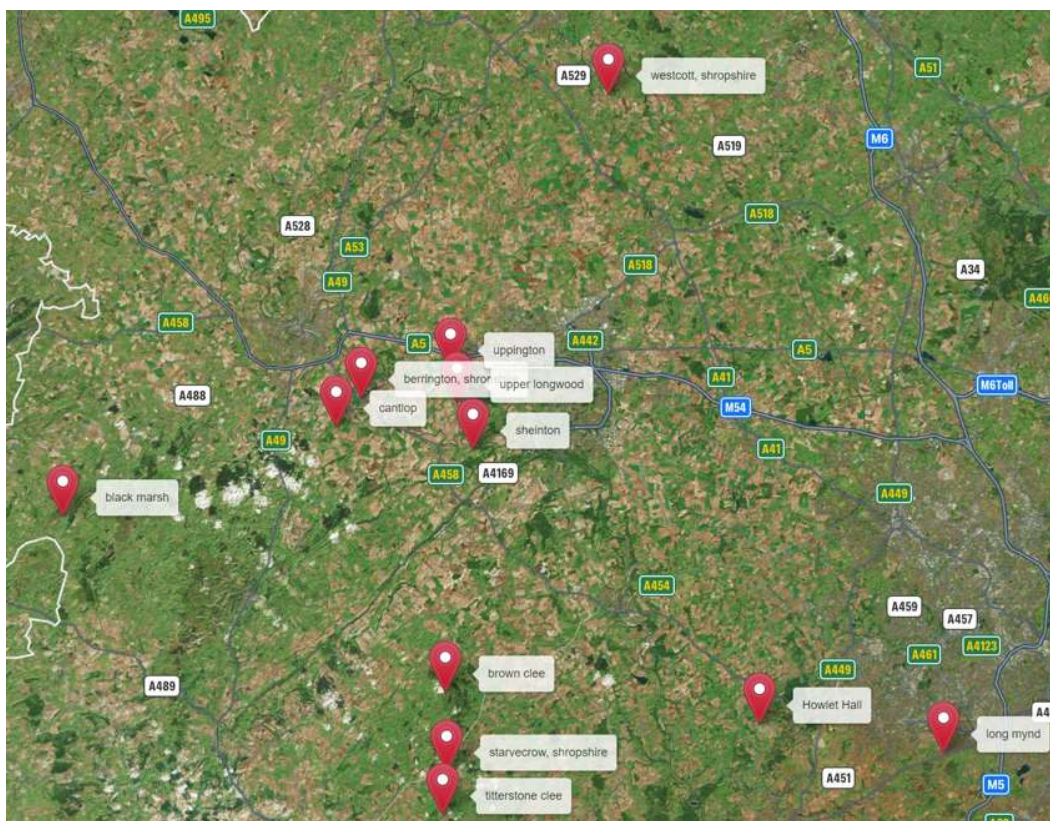 A495
A529
westcott, shropshire
A51
M6
A519
A518
A528
A53
A518
A34
A49
A458
A5
uppington
A442
A5
berrington, shro
upper longwood
A41
M6Toll
A488
cantlop
M54
sheinton
A49
A41
A458
A4169
black marsh
A449
A454
A459
A457
A461
A4123
brown clee
A449
A489
Howlet Hall
long mynd
starvecrow, shropshire
A451
M5
titterstone clee